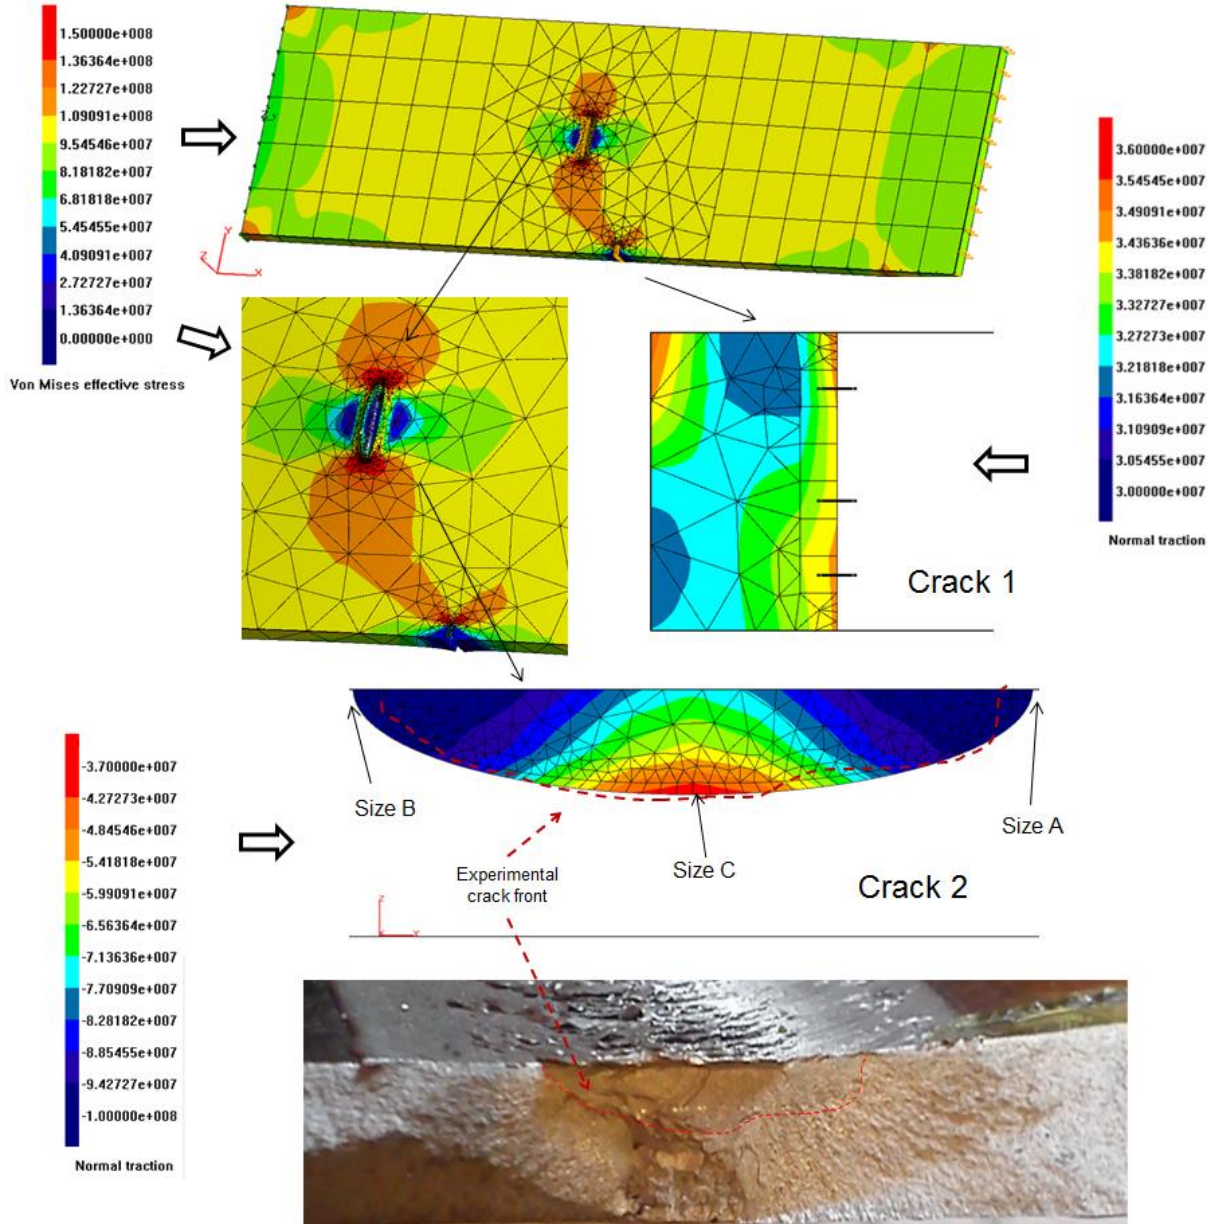 1.50000e+008
1.36364e+008
1.22727e+008
1.09091e+008
9.54546e+007
8.18182e+007
6.81818e+007
5.45455e+007
4.09091e+007
2.72727e+007
1.36364e+007
0.00000e+000
Von Mises effective stress
Y
Z
X
3.60000e+007
3.54545e+007
3.49091e+007
3.43636e+007
3.38182e+007
3.32727e+007
3.27273e+007
3.21818e+007
3.16364e+007
3.10909e+007
3.05455e+007
3.00000e+007
Normal traction
Crack 1
-3.70000e+007
-4.27273e+007
-4.84546e+007
-5.41818e+007
-5.99091e+007
-6.56364e+007
-7.13636e+007
-7.70909e+007
-8.28182e+007
-8.85455e+007
-9.42727e+007
-1.00000e+008
Normal traction
Size B
Size A
Size C
Experimental
crack front
Crack 2
Z
Y